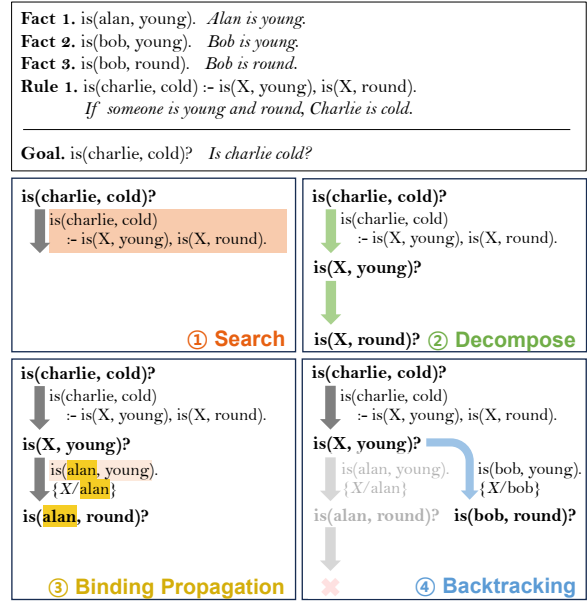 Fact 1. is(alan, young). Alan is young.
Fact 2. is(bob, young). Bob is young.
Fact 3. is(bob, round). Bob is round.
Rule 1. is(charlie, cold) :- is(X, young), is(X, round).
If someone is young and round, Charlie is cold.
Goal. is(charlie, cold)? Is charlie cold?
is(charlie, cold)?
is(charlie, cold)
:- is(X, young), is(X, round).
① Search
is(charlie, cold)?
is(charlie, cold)
:- is(X, young), is(X, round).
is(X, young)?
is(X, round)?
② Decompose
is(charlie, cold)?
is(charlie, cold)
:- is(X, young), is(X, round).
is(X, young)?
is(alan, young).
{X/alan}
is(alan, round)?
③ Binding Propagation
is(charlie, cold)?
is(charlie, cold)
:- is(X, young), is(X, round).
is(X, young)?
is(alan, young).
{X/alan}
is(alan, round)?
is(bob, young).
{X/bob}
is(bob, round)?
④ Backtracking